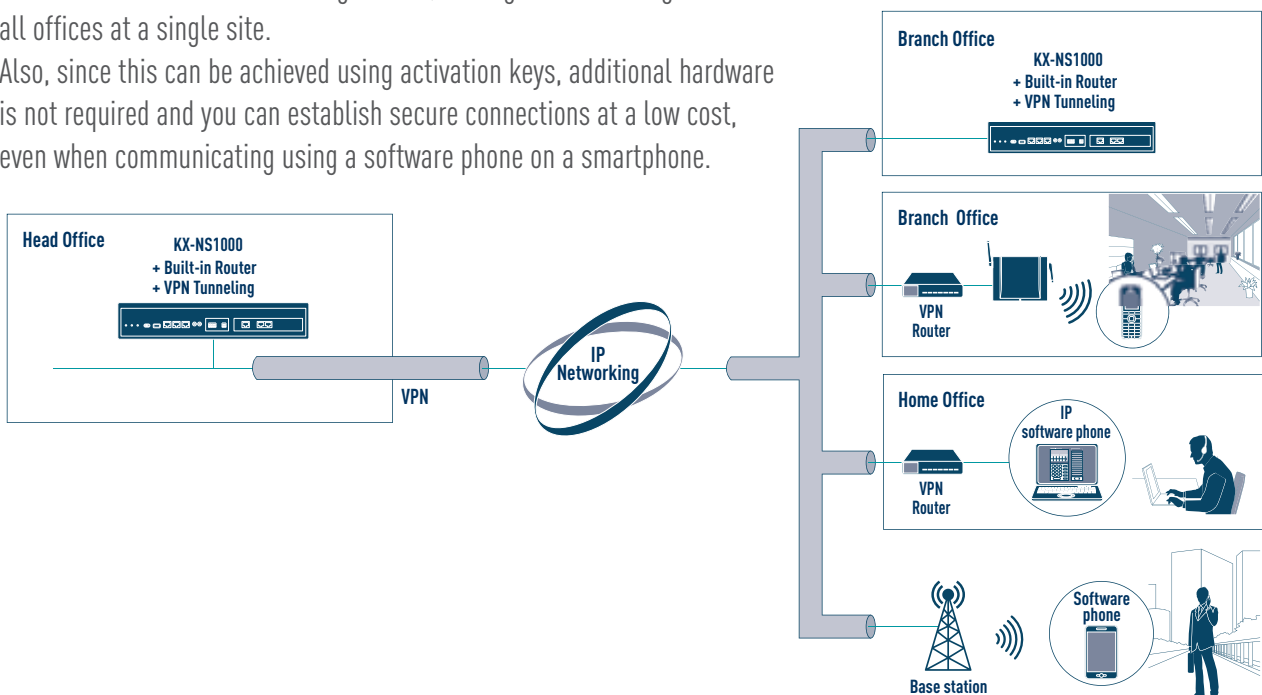 all offices at a single site.
Also, since this can be achieved using activation keys, additional hardware
is not required and you can establish secure connections at a low cost,
even when communicating using a software phone on a smartphone.
Head Office
KX-NS1000
+ Built-in Router
+ VPN Tunneling
VPN
IP
Networking
Branch Office
KX-NS1000
+ Built-in Router
+ VPN Tunneling
Branch Office
VPN
Router
Home Office
IP
software phone
VPN
Router
Software
phone
Base station